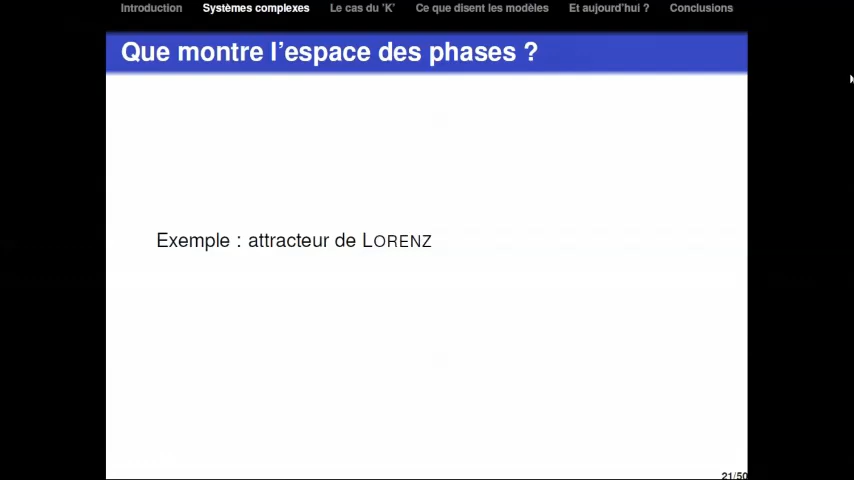 Introduction Systèmes complexes Le cas du 'K' Ce que disent les modèles Et aujourd'hui ? Conclusions
Que montre l'espace des phases ?
Exemple : attracteur de LORENZ
21/50